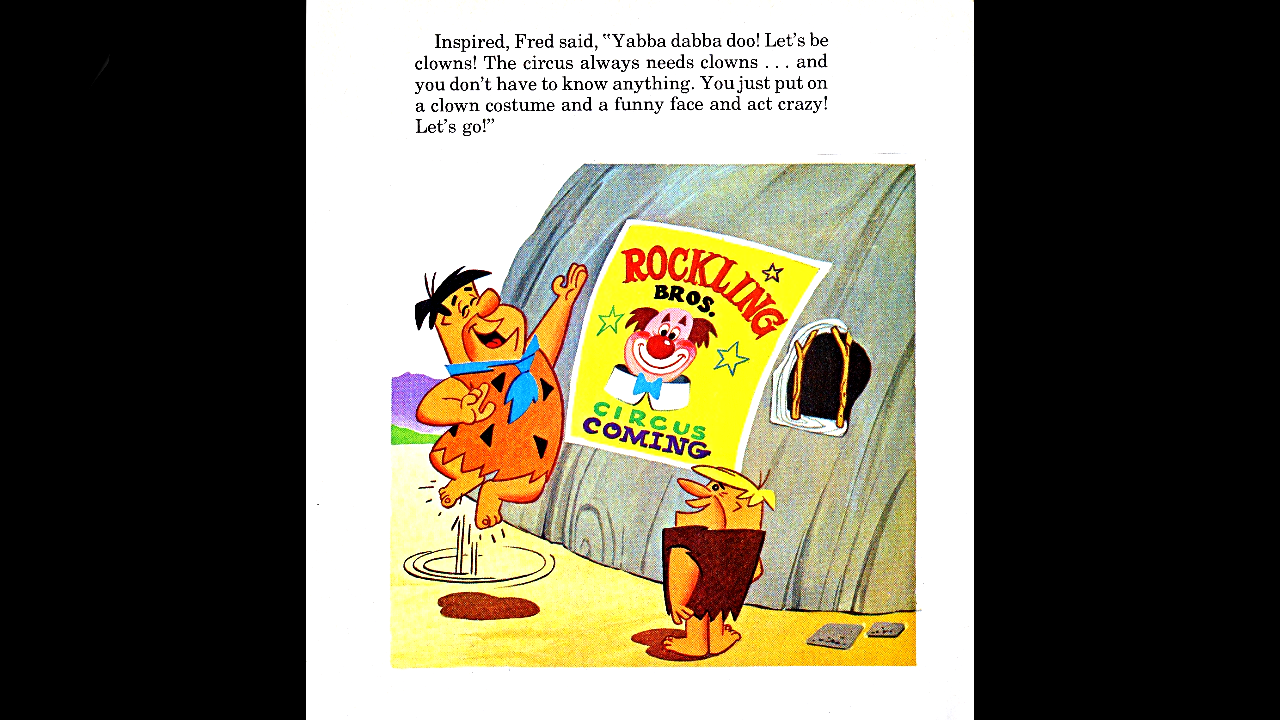 Inspired, Fred said, "Yabba dabba doo! Let's be
clowns! The circus always needs clowns . . . and
you don't have to know anything. You just put on
a clown costume and a funny face and act crazy!
Let's go!"
ROCKLING
BROS.
CIRCUS
COMING